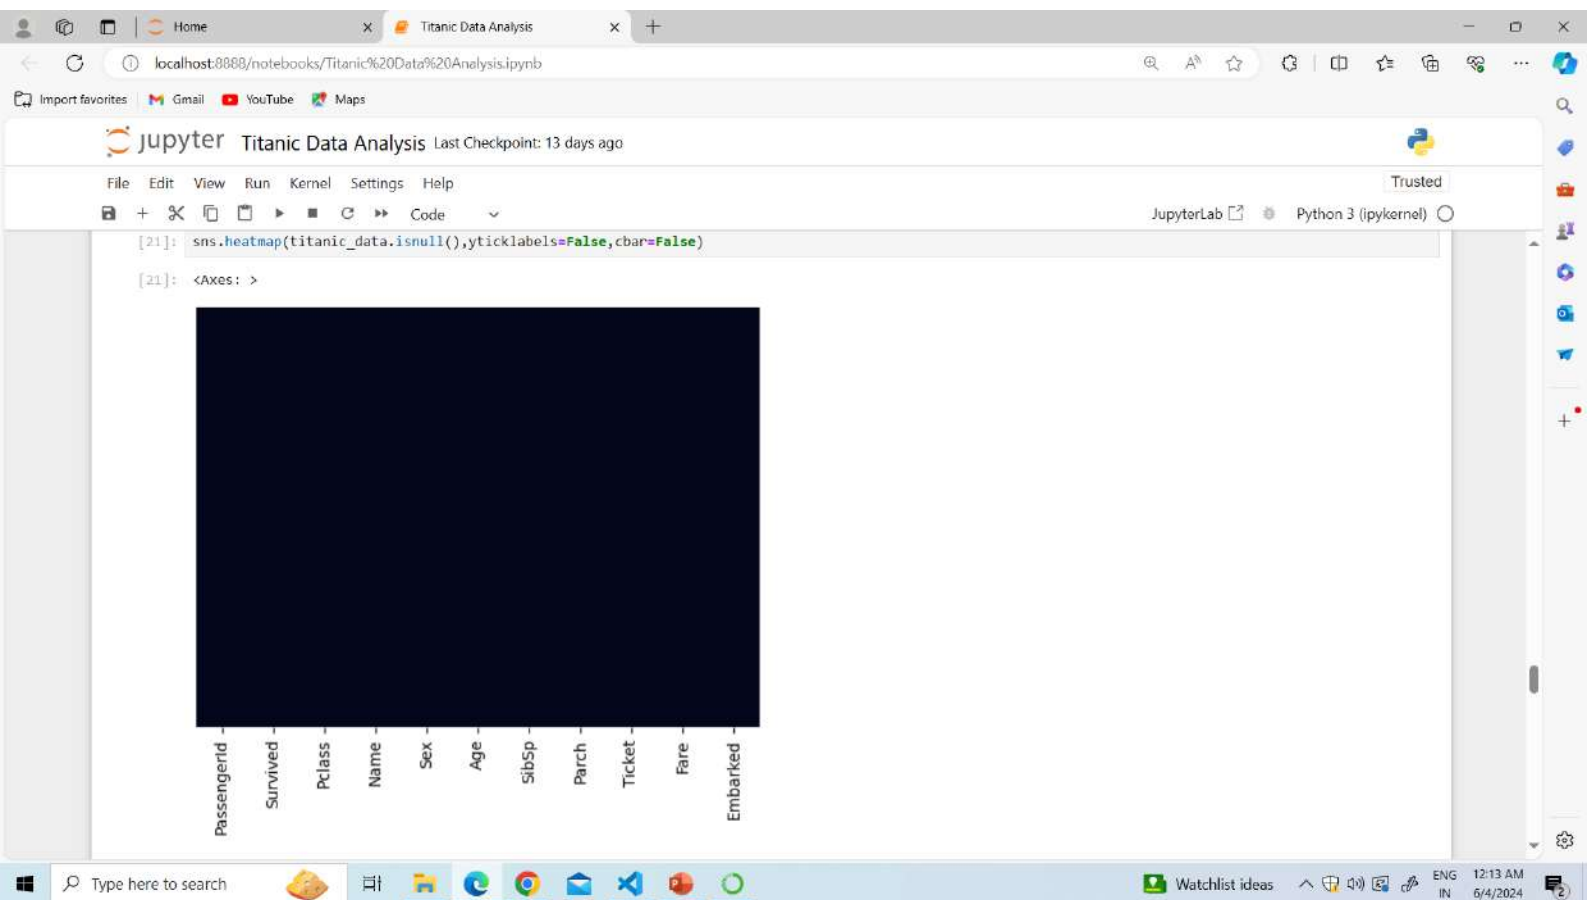 Home
Titanic Data Analysis
localhost:8888/notebooks/Titanic%20Data%20Analysis.ipynb
Import favorites Gmail YouTube Maps
jupyter Titanic Data Analysis Last Checkpoint: 13 days ago
File Edit View Run Kernel Settings Help
Trusted
Code
JupyterLab
Python 3 (ipykernel)
[21]: sns.heatmap(titanic_data.isnull(),yticklabels=False,cbar=False)
[21]: <Axes: >
PassengerId
Survived
Pclass
Name
Sex
Age
SibSp
Parch
Ticket
Fare
Embarked
Type here to search
Watchlist ideas
ENG
IN
12:13 AM
6/4/2024
2